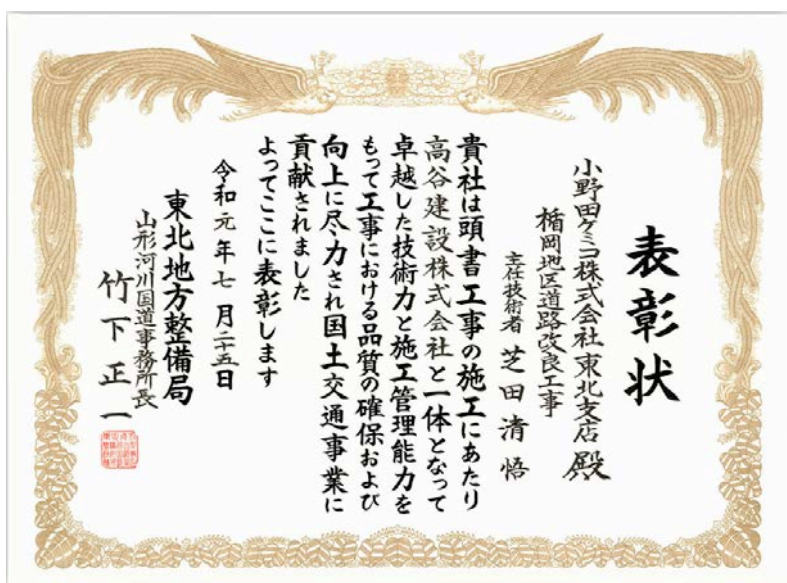 表彰状
小野田ケミコ株式会社東北支店 殿
楯岡地区道路改良工事
主任技術者 芝田清悟
貴社は頭書工事の施工にあたり
高谷建設株式会社と一体となって
卓越した技術力と施工管理能力を
もって工事における品質の確保および
向上に尽力され国土交通事業に
貢献されました
よってここに表彰します
令和元年七月二十五日
東北地方整備局
山形河川国道事務所長
竹下正一